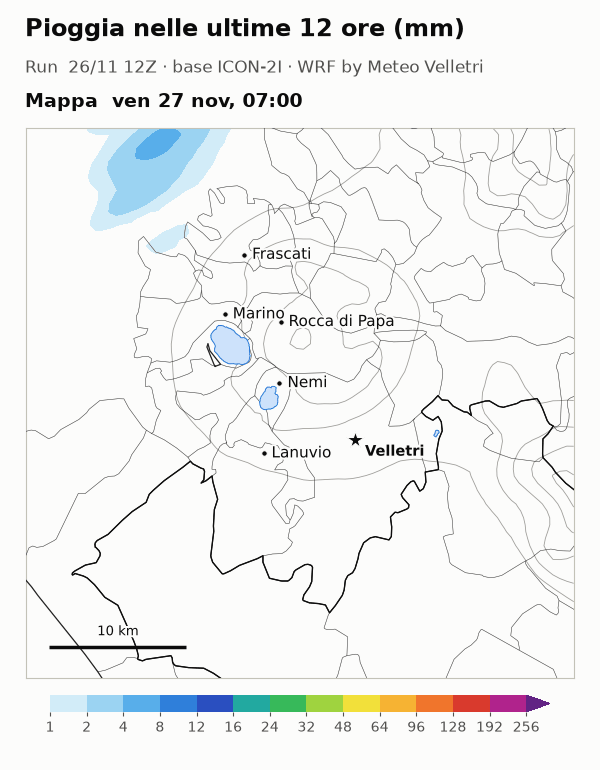 Pioggia nelle ultime 12 ore (mm)
Run  26/11 12Z · base ICON-2I · WRF by Meteo Velletri
Mappa  ven 27 nov, 07:00
Frascati
Marino
Rocca di Papa
Nemi
Velletri
Lanuvio
10 km
1 2 4 8 12 16 24 32 48 64 96 128 192 256